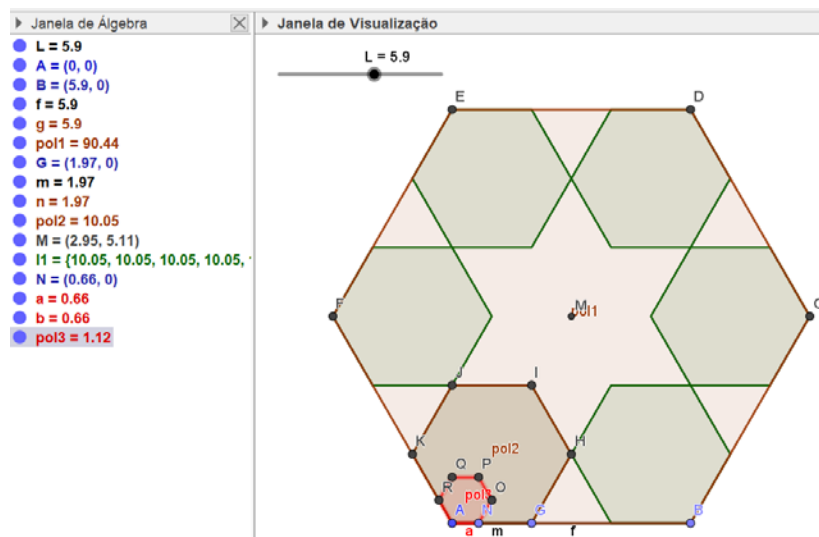 Janela de Álgebra
L = 5.9
A = (0, 0)
B = (5.9, 0)
f = 5.9
g = 5.9
pol1 = 90.44
G = (1.97, 0)
m = 1.97
n = 1.97
pol2 = 10.05
M = (2.95, 5.11)
l1 = {10.05, 10.05, 10.05, 10.05,
N = (0.66, 0)
a = 0.66
b = 0.66
pol3 = 1.12
Janela de Visualização
L = 5.9
E D
F M C
pol1
J I
K H
pol2
Q P
R O
A N G B
a m f